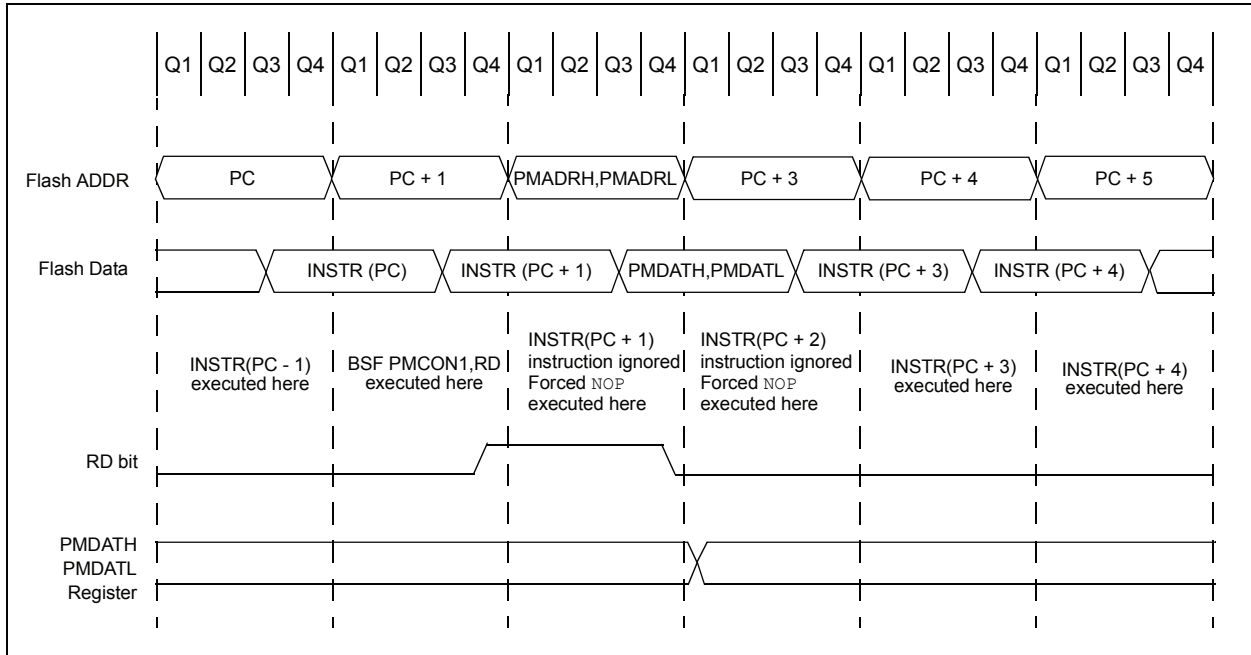 Q1 Q2 Q3 Q4 Q1 Q2 Q3 Q4 Q1 Q2 Q3 Q4 Q1 Q2 Q3 Q4 Q1 Q2 Q3 Q4 Q1 Q2 Q3 Q4
Flash ADDR PC PC + 1 PMADRH,PMADRL PC + 3 PC + 4 PC + 5
Flash Data INSTR (PC) INSTR (PC + 1) PMDATH,PMDATL INSTR (PC + 3) INSTR (PC + 4)
INSTR(PC - 1)
executed here
BSF PMCON1,RD
executed here
INSTR(PC + 1)
instruction ignored
Forced NOP
executed here
INSTR(PC + 2)
instruction ignored
Forced NOP
executed here
INSTR(PC + 3)
executed here
INSTR(PC + 4)
executed here
RD bit
PMDATH
PMDATL
Register